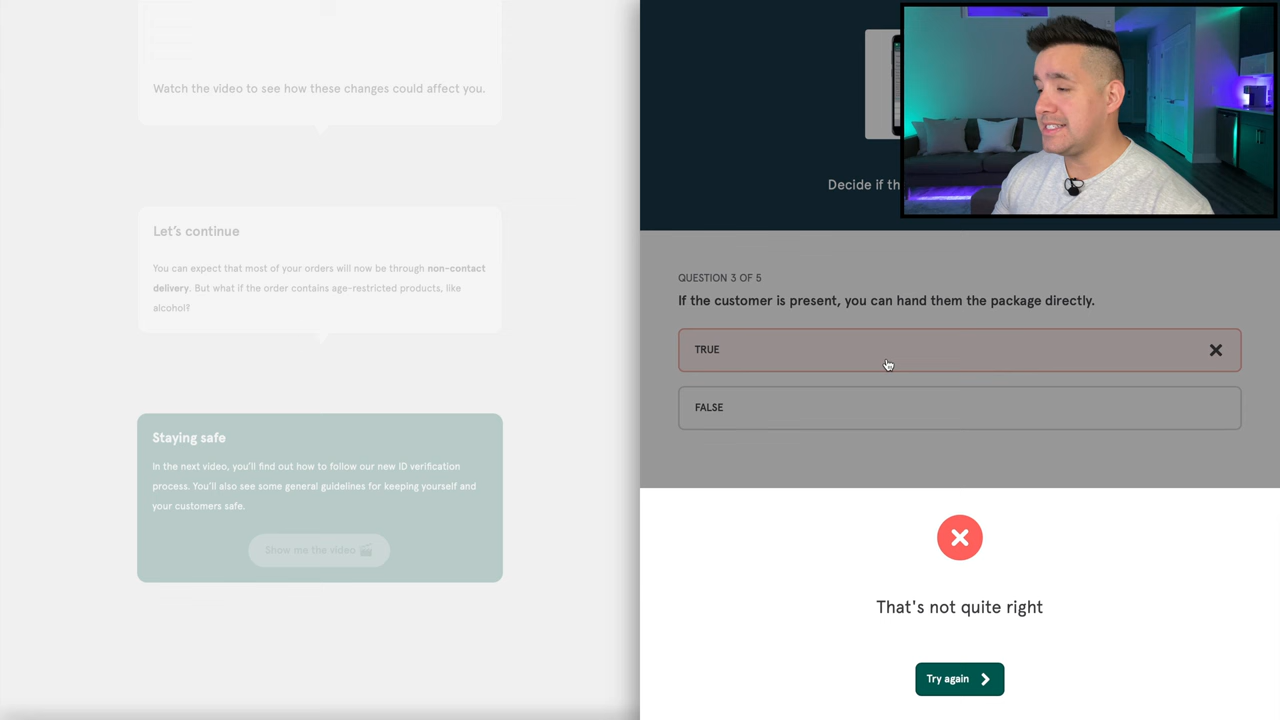 Watch the video to see how these changes could affect you.
Let's continue
You can expect that most of your orders will now be through non-contact
delivery. But what if the order contains age-restricted products, like
alcohol?
Staying safe
In the next video, you'll find out how to follow our new ID verification
process. You'll also see some general guidelines for keeping yourself and
your customers safe.
Show me the video
Decide if th
QUESTION 3 OF 5
If the customer is present, you can hand them the package directly.
TRUE
FALSE
That's not quite right
Try again